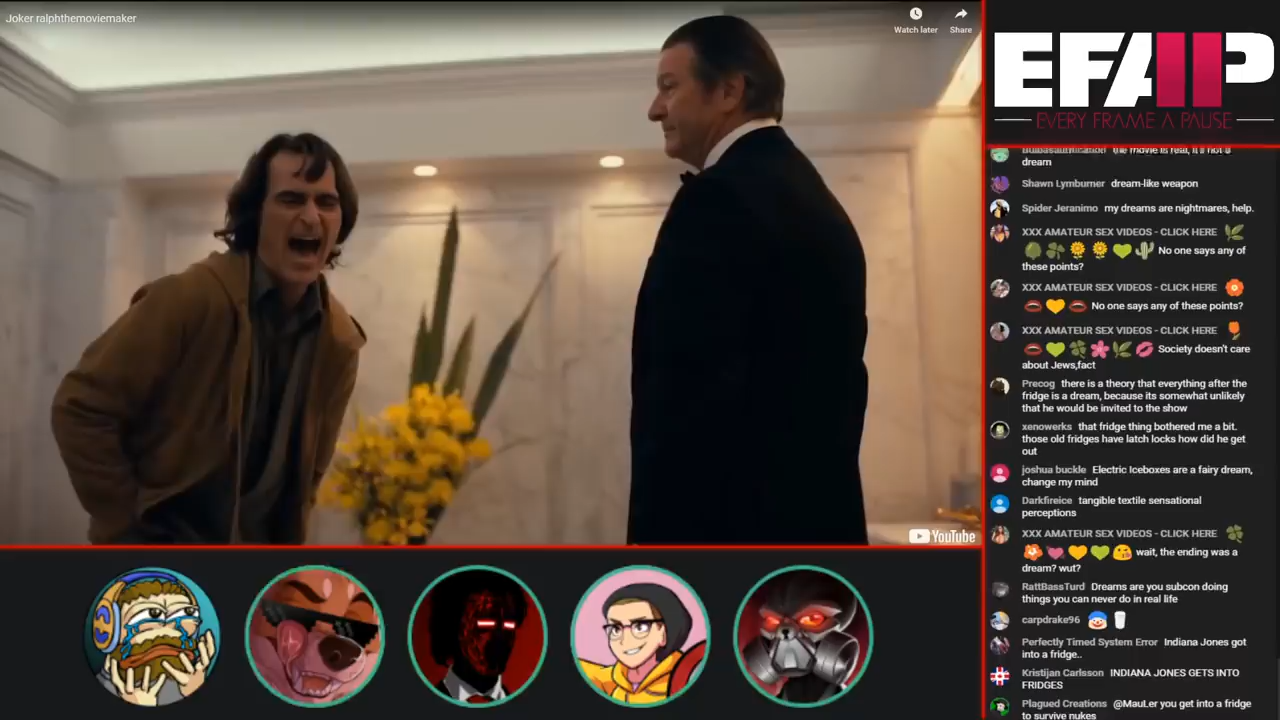 Joker ralphthemoviemaker
Watch later
Share
YouTube
EFAP
EVERY FRAME A PAUSE
the movie is real, it's not a
dream
Shawn Lymburner dream-like weapon
Spider Jeranimo my dreams are nightmares, help.
XXX AMATEUR SEX VIDEOS - CLICK HERE
No one says any of
these points?
XXX AMATEUR SEX VIDEOS - CLICK HERE
No one says any of these points?
XXX AMATEUR SEX VIDEOS - CLICK HERE
Society doesn't care
about Jews,fact
Precog there is a theory that everything after the
fridge is a dream, because its somewhat unlikely
that he would be invited to the show
xenowerks that fridge thing bothered me a bit.
those old fridges have latch locks how did he get
out
joshua buckle Electric Iceboxes are a fairy dream,
change my mind
Darkfireice tangible textile sensational
perceptions
XXX AMATEUR SEX VIDEOS - CLICK HERE
wait, the ending was a
dream? wut?
RattBassTurd Dreams are you subcon doing
things you can never do in real life
carpdrake96
Perfectly Timed System Error Indiana Jones got
into a fridge..
Kristijan Carlsson INDIANA JONES GETS INTO
FRIDGES
Plagued Creations @MauLer you get into a fridge
to survive nukes